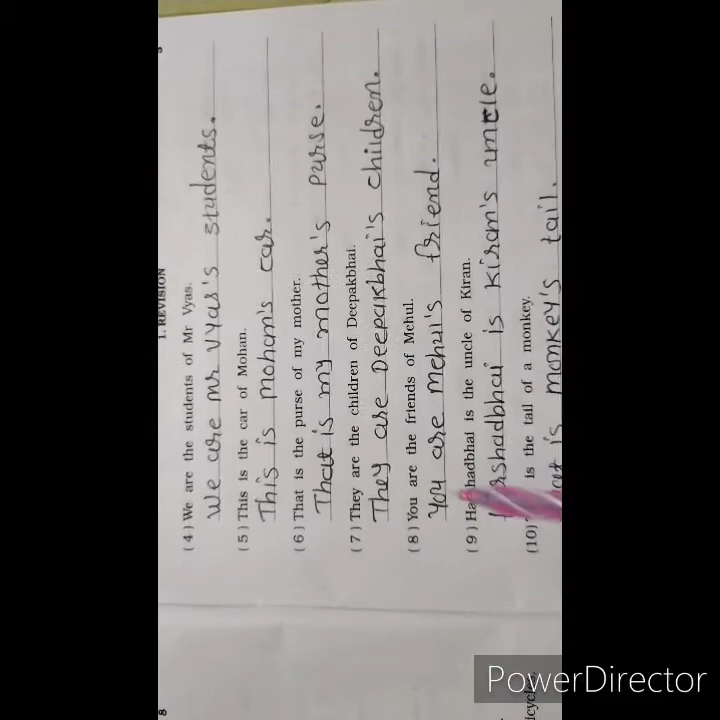 1. REVISION
(4) We are the students of Mr Vyas.
We are mr vyas's students.
(5) This is the car of Mohan.
This is mohan's car.
(6) That is the purse of my mother.
That is my mother's purse.
(7) They are the children of Deepakbhai.
They are Deepakbhai's children.
(8) You are the friends of Mehul.
You are mehul's friend.
(9) hadbhai is the uncle of Kiran.
rshadbhai is kiran's uncle.
(10) is the tail of a monkey.
is monkey's tail.
8
PowerDirector